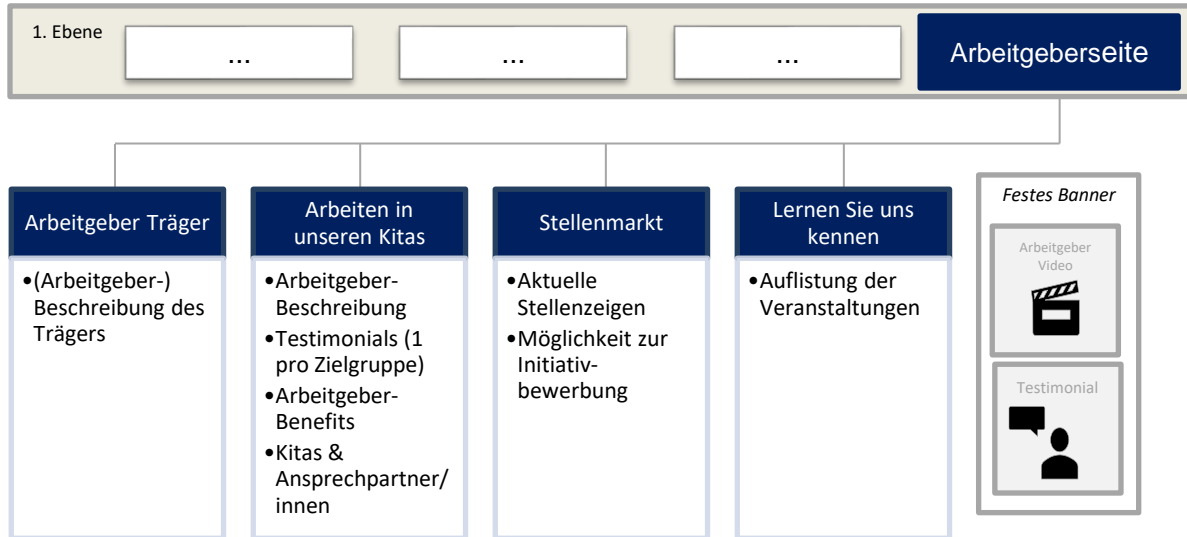 1. Ebene
...
...
...
Arbeitgeberseite
Arbeitgeber Träger
•(Arbeitgeber-)
Beschreibung des
Trägers
Arbeiten in
unseren Kitas
•Arbeitgeber-
Beschreibung
•Testimonials (1
pro Zielgruppe)
•Arbeitgeber-
Benefits
•Kitas &
Ansprechpartner/
innen
Stellenmarkt
•Aktuelle
Stellenzeigen
•Möglichkeit zur
Initiativ-
bewerbung
Lernen Sie uns
kennen
•Auflistung der
Veranstaltungen
Festes Banner
Arbeitgeber
Video
Testimonial